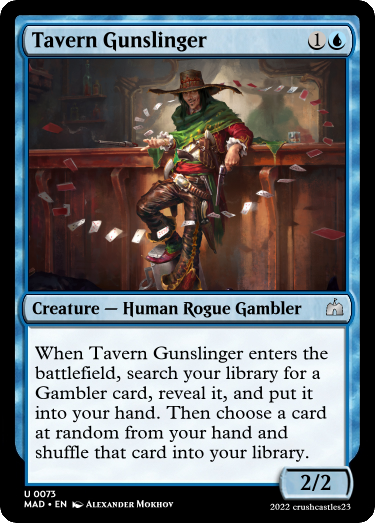 Tavern Gunslinger 1
Creature — Human Rogue Gambler
When Tavern Gunslinger enters the
battlefield, search your library for a
Gambler card, reveal it, and put it
into your hand. Then choose a card
at random from your hand and
shuffle that card into your library.
2/2
U 0073
MAD • EN Alexander Mokhov
2022 crushcastles23